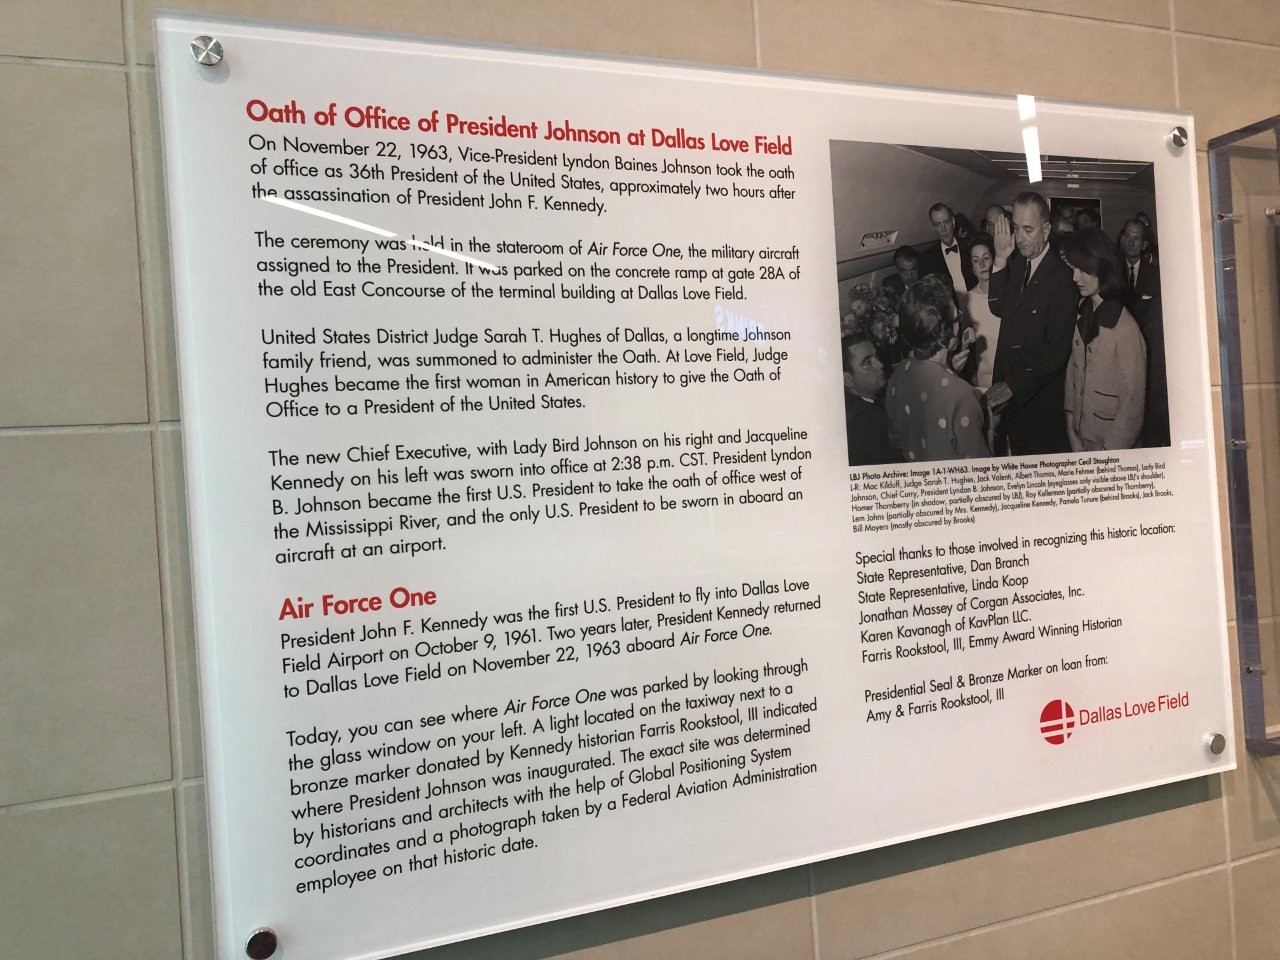 Oath of Office of President Johnson at Dallas Love Field
On November 22, 1963, Vice-President Lyndon Baines Johnson took the oath
of office as 36th President of the United States, approximately two hours after
the assassination of President John F. Kennedy.
The ceremony was held in the stateroom of Air Force One, the military aircraft
assigned to the President. It was parked on the concrete ramp at gate 28A of
the old East Concourse of the terminal building at Dallas Love Field.
United States District Judge Sarah T. Hughes of Dallas, a longtime Johnson
family friend, was summoned to administer the Oath. At Love Field, Judge
Hughes became the first woman in American history to give the Oath of
Office to a President of the United States.
The new Chief Executive, with Lady Bird Johnson on his right and Jacqueline
Kennedy on his left was sworn into office at 2:38 p.m. CST. President Lyndon
B. Johnson became the first U.S. President to take the oath of office west of
the Mississippi River, and the only U.S. President to be sworn in aboard an
aircraft at an airport.
Air Force One
President John F. Kennedy was the first U.S. President to fly into Dallas Love
Field Airport on October 9, 1961. Two years later, President Kennedy returned
to Dallas Love Field on November 22, 1963 aboard Air Force One.
Today, you can see where Air Force One was parked by looking through
the glass window on your left. A light located on the taxiway next to a
bronze marker donated by Kennedy historian Farris Rookstool, III indicated
where President Johnson was inaugurated. The exact site was determined
by historians and architects with the help of Global Positioning System
coordinates and a photograph taken by a Federal Aviation Administration
employee on that historic date.
LBJ Photo Archive: Image 1A-1-WH63. Image by White House Photographer Cecil Stoughton
L-R: Mac Kilduff, Judge Sarah T. Hughes, Jack Valenti, Albert Thomas, Marie Fehmer (behind Thomas), Lady Bird
Johnson, Chief Curry, President Lyndon B. Johnson, Evelyn Lincoln (eyeglasses only visible above LBJ's shoulder),
Homer Thornberry (in shadow, partially obscured by LBJ), Roy Kellerman (partially obscured by Thornberry),
Lem Johns (partially obscured by Mrs. Kennedy), Jacqueline Kennedy, Pamela Turnure (behind Brooks), Jack Brooks,
Bill Moyers (mostly obscured by Brooks)
Special thanks to those involved in recognizing this historic location:
State Representative, Dan Branch
State Representative, Linda Koop
Jonathan Massey of Corgan Associates, Inc.
Karen Kavanagh of KavPlan LLC.
Farris Rookstool, III, Emmy Award Winning Historian
Presidential Seal & Bronze Marker on loan from:
Amy & Farris Rookstool, III
Dallas Love Field